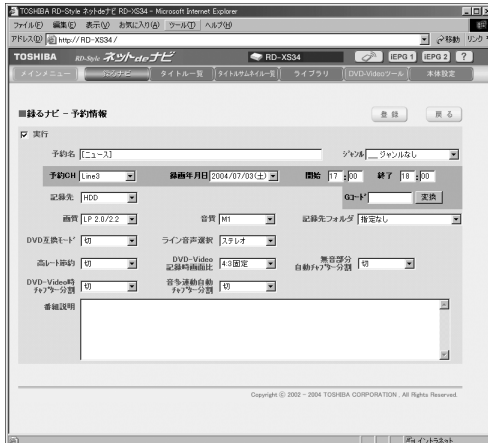 TOSHIBA RD-Style ネットdeナビ RD-XS34 - Microsoft Internet Explorer
ファイル(F) 編集(E) 表示(V) お気に入り(A) ツール(T) ヘルプ(H)
アドレス(D) http://RD-XS34/ 移動 リンク
TOSHIBA RD-Style ネットdeナビ RD-XS34 iEPG 1 iEPG 2 ?
メインメニュー 録るナビ タイトル一覧 タイトルサムネイル一覧 ライブラリ DVD-Videoツール 本体設定
■録るナビ - 予約情報 登録 戻る
実行
予約名 [ニュース] ジャンル __ ジャンルなし
予約CH Line3 録画年月日 2004/07/03(土) 開始 17 : 00 終了 18 : 00
記録先 HDD Gコード 変換
画質 LP 2.0/2.2 音質 M1 記録先フォルダ 指定なし
DVD互換モード 切 ライン音声選択 ステレオ
高レート節約 切 DVD-Video記録時画面比 4:3固定 無音部分自動チャプター分割 切
DVD-Video時チャプター分割 切 音多連動自動チャプター分割 切
番組説明
Copyright © 2002 - 2004 TOSHIBA CORPORATION. All Rights Reserved.
イントラネット